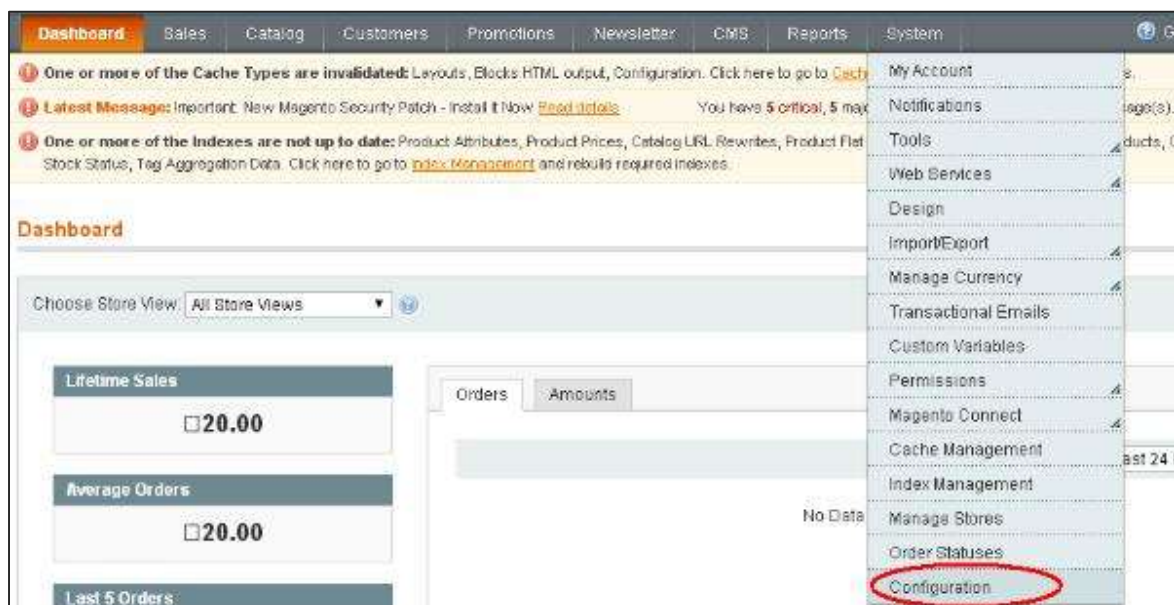 Dashboard Sales Catalog Customers Promotions Newsletter CMS Reports System
One or more of the Cache Types are invalidated: Layouts, Blocks HTML output, Configuration. Click here to go to
Latest Message: Important: New Magento Security Patch - Install It Now Read details You have 5 critical, 5
One or more of the Indexes are not up to date: Product Attributes, Product Prices, Catalog URL Rewrites, Product Flat
Stock Status, Tag Aggregation Data. Click here to go to Index Management and rebuild required indexes.
My Account
Notifications
Tools
Web Services
Design
Import/Export
Manage Currency
Transactional Emails
Custom Variables
Permissions
Magento Connect
Cache Management
Index Management
Manage Stores
Order Statuses
Configuration
Dashboard
Choose Store View: All Store Views
Lifetime Sales
□20.00
Average Orders
□20.00
Last 5 Orders
Orders Amounts
24
No Data